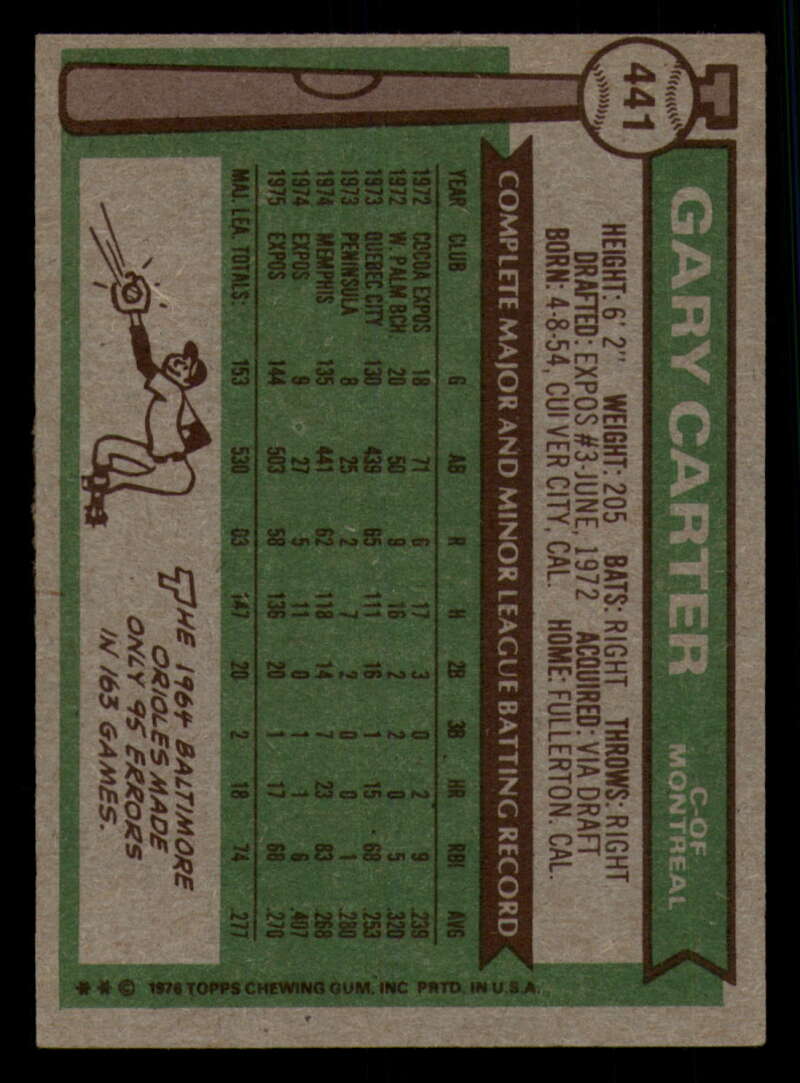 441
GARY CARTER
C-OF
MONTREAL
HEIGHT: 6' 2" WEIGHT: 205 BATS: RIGHT THROWS: RIGHT
DRAFTED: EXPOS #3-JUNE, 1972 ACQUIRED: VIA DRAFT
BORN: 4-8-54, CULVER CITY, CAL. HOME: FULLERTON. CAL.
COMPLETE MAJOR AND MINOR LEAGUE BATTING RECORD
YEAR CLUB G AB R H 2B 3B HR RBI AVG
1972 COCOA EXPOS 18 71 6 17 3 0 2 9 .239
1972 W. PALM BCH. 20 50 9 16 2 2 0 5 .320
1973 QUEBEC CITY 130 439 65 111 16 1 15 68 .253
1973 PENINSULA 8 25 2 7 2 0 0 1 .280
1974 MEMPHIS 135 441 62 118 14 7 23 83 .268
1974 EXPOS 9 27 5 11 0 1 1 6 .407
1975 EXPOS 144 503 58 136 20 1 17 68 .270
MAJ. LEA. TOTALS: 153 530 63 147 20 2 18 74 .277
THE 1964 BALTIMORE
ORIOLES MADE
ONLY 95 ERRORS
IN 163 GAMES.
** © 1976 TOPPS CHEWING GUM, INC PRTD. IN U.S.A.